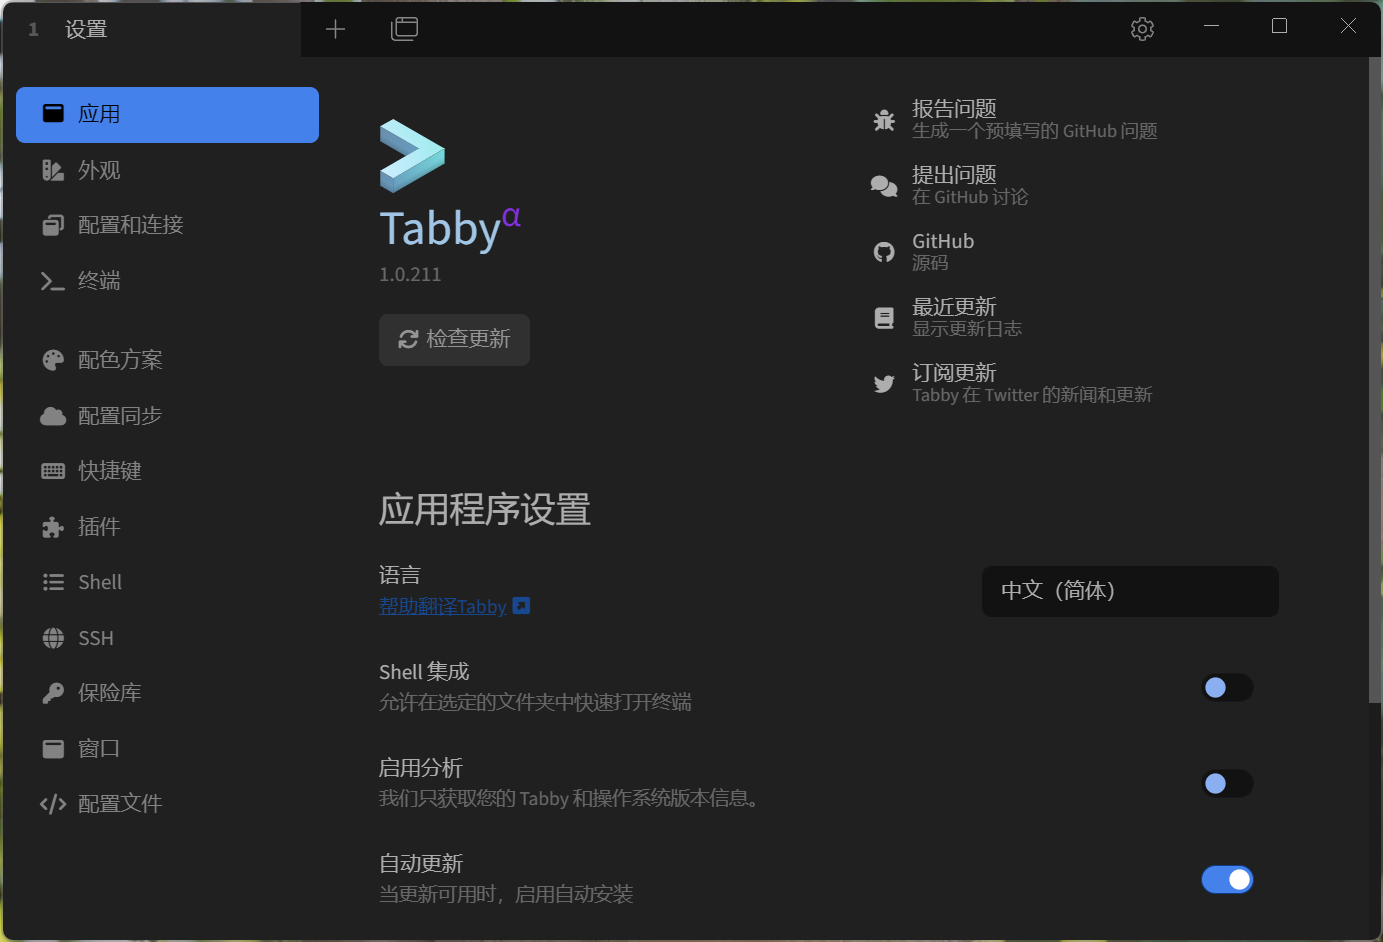 1 设置
应用
外观
配置和连接
终端
配色方案
配置同步
快捷键
插件
Shell
SSH
保险库
窗口
配置文件
Tabbyα
1.0.211
检查更新
报告问题
生成一个预填写的 GitHub 问题
提出问题
在 GitHub 讨论
GitHub
源码
最近更新
显示更新日志
订阅更新
Tabby 在 Twitter 的新闻和更新
应用程序设置
语言
帮助翻译Tabby
中文（简体）
Shell 集成
允许在选定的文件夹中快速打开终端
启用分析
我们只获取您的 Tabby 和操作系统版本信息。
自动更新
当更新可用时，启用自动安装